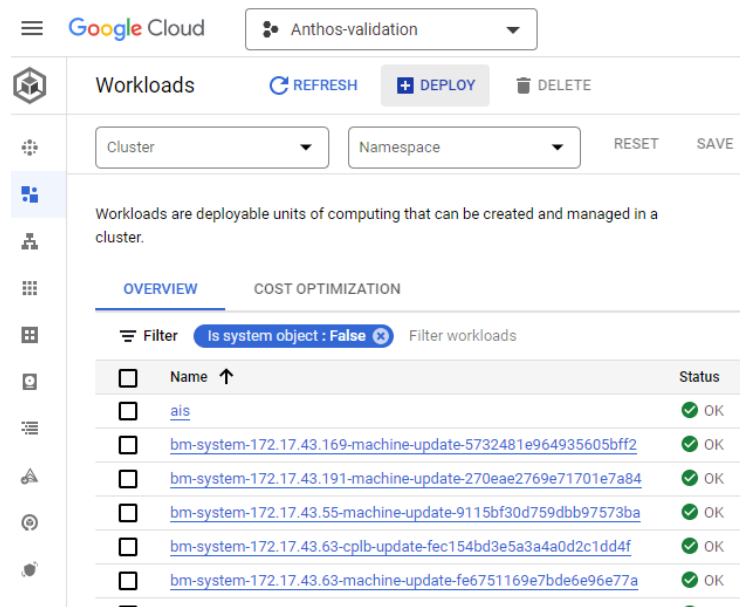 Google Cloud Anthos-validation
Workloads REFRESH DEPLOY DELETE
Cluster Namespace RESET SAVE
Workloads are deployable units of computing that can be created and managed in a
cluster.
OVERVIEW COST OPTIMIZATION
Filter Is system object : False Filter workloads
Name Status
ais OK
bm-system-172.17.43.169-machine-update-5732481e964935605bff2 OK
bm-system-172.17.43.191-machine-update-270eae2769e71701e7a84 OK
bm-system-172.17.43.55-machine-update-9115bf30d759dbb97573ba OK
bm-system-172.17.43.63-cplb-update-fec154bd3e5a3a4a0d2c1dd4f OK
bm-system-172.17.43.63-machine-update-fe6751169e7bde6e96e77a OK